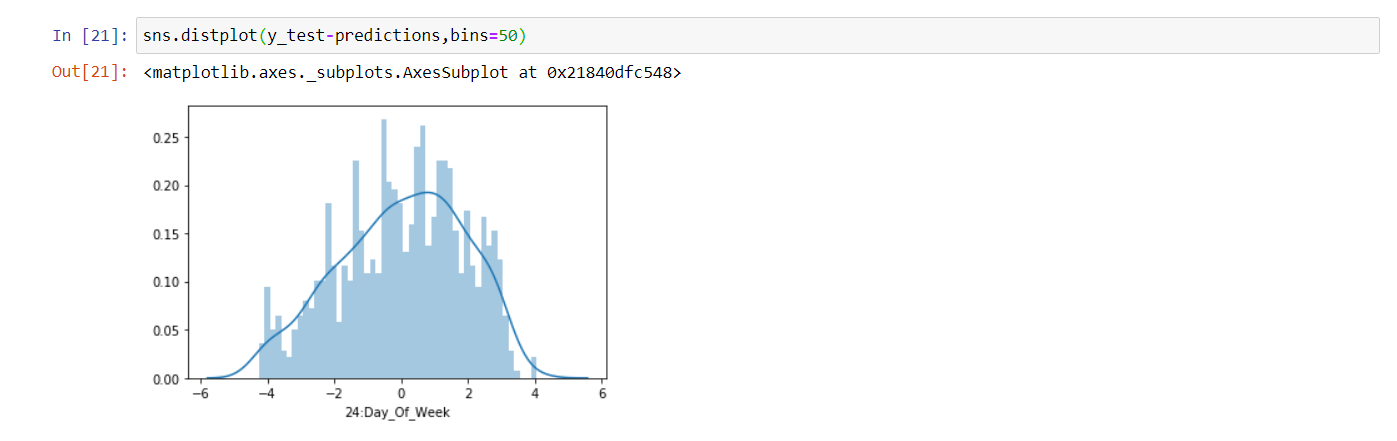 In [21]: sns.distplot(y_test-predictions,bins=50)
Out[21]: <matplotlib.axes._subplots.AxesSubplot at 0x21840dfc548>
0.25
0.20
0.15
0.10
0.05
0.00
−6 −4 −2 0 2 4 6
24:Day_Of_Week